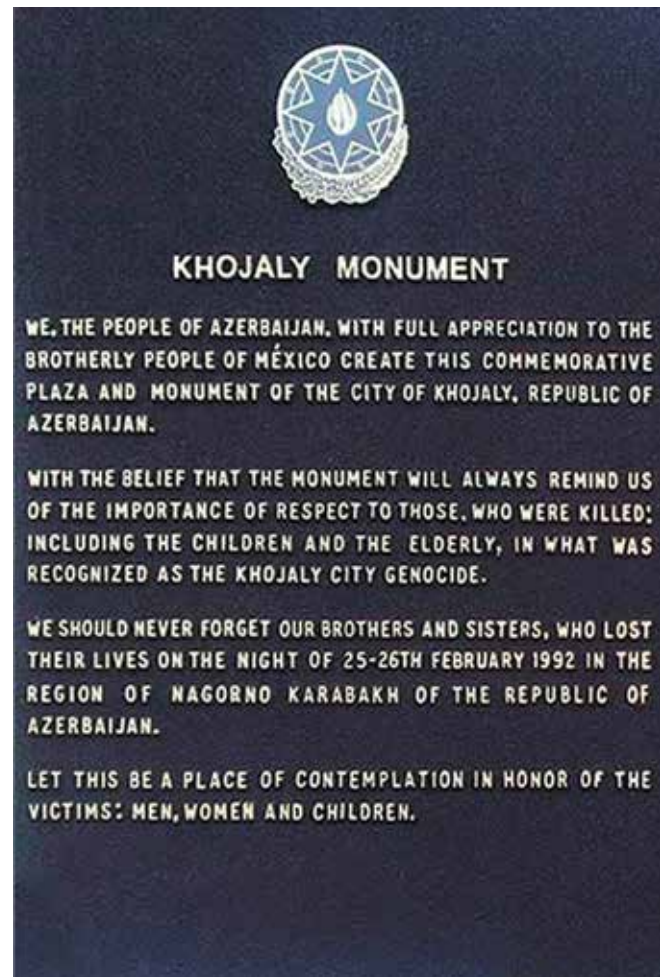 KHOJALY MONUMENT
WE, THE PEOPLE OF AZERBAIJAN, WITH FULL APPRECIATION TO THE
BROTHERLY PEOPLE OF MÉXICO CREATE THIS COMMEMORATIVE
PLAZA AND MONUMENT OF THE CITY OF KHOJALY, REPUBLIC OF
AZERBAIJAN.
WITH THE BELIEF THAT THE MONUMENT WILL ALWAYS REMIND US
OF THE IMPORTANCE OF RESPECT TO THOSE, WHO WERE KILLED:
INCLUDING THE CHILDREN AND THE ELDERLY, IN WHAT WAS
RECOGNIZED AS THE KHOJALY CITY GENOCIDE.
WE SHOULD NEVER FORGET OUR BROTHERS AND SISTERS, WHO LOST
THEIR LIVES ON THE NIGHT OF 25-26TH FEBRUARY 1992 IN THE
REGION OF NAGORNO KARABAKH OF THE REPUBLIC OF
AZERBAIJAN.
LET THIS BE A PLACE OF CONTEMPLATION IN HONOR OF THE
VICTIMS: MEN, WOMEN AND CHILDREN.